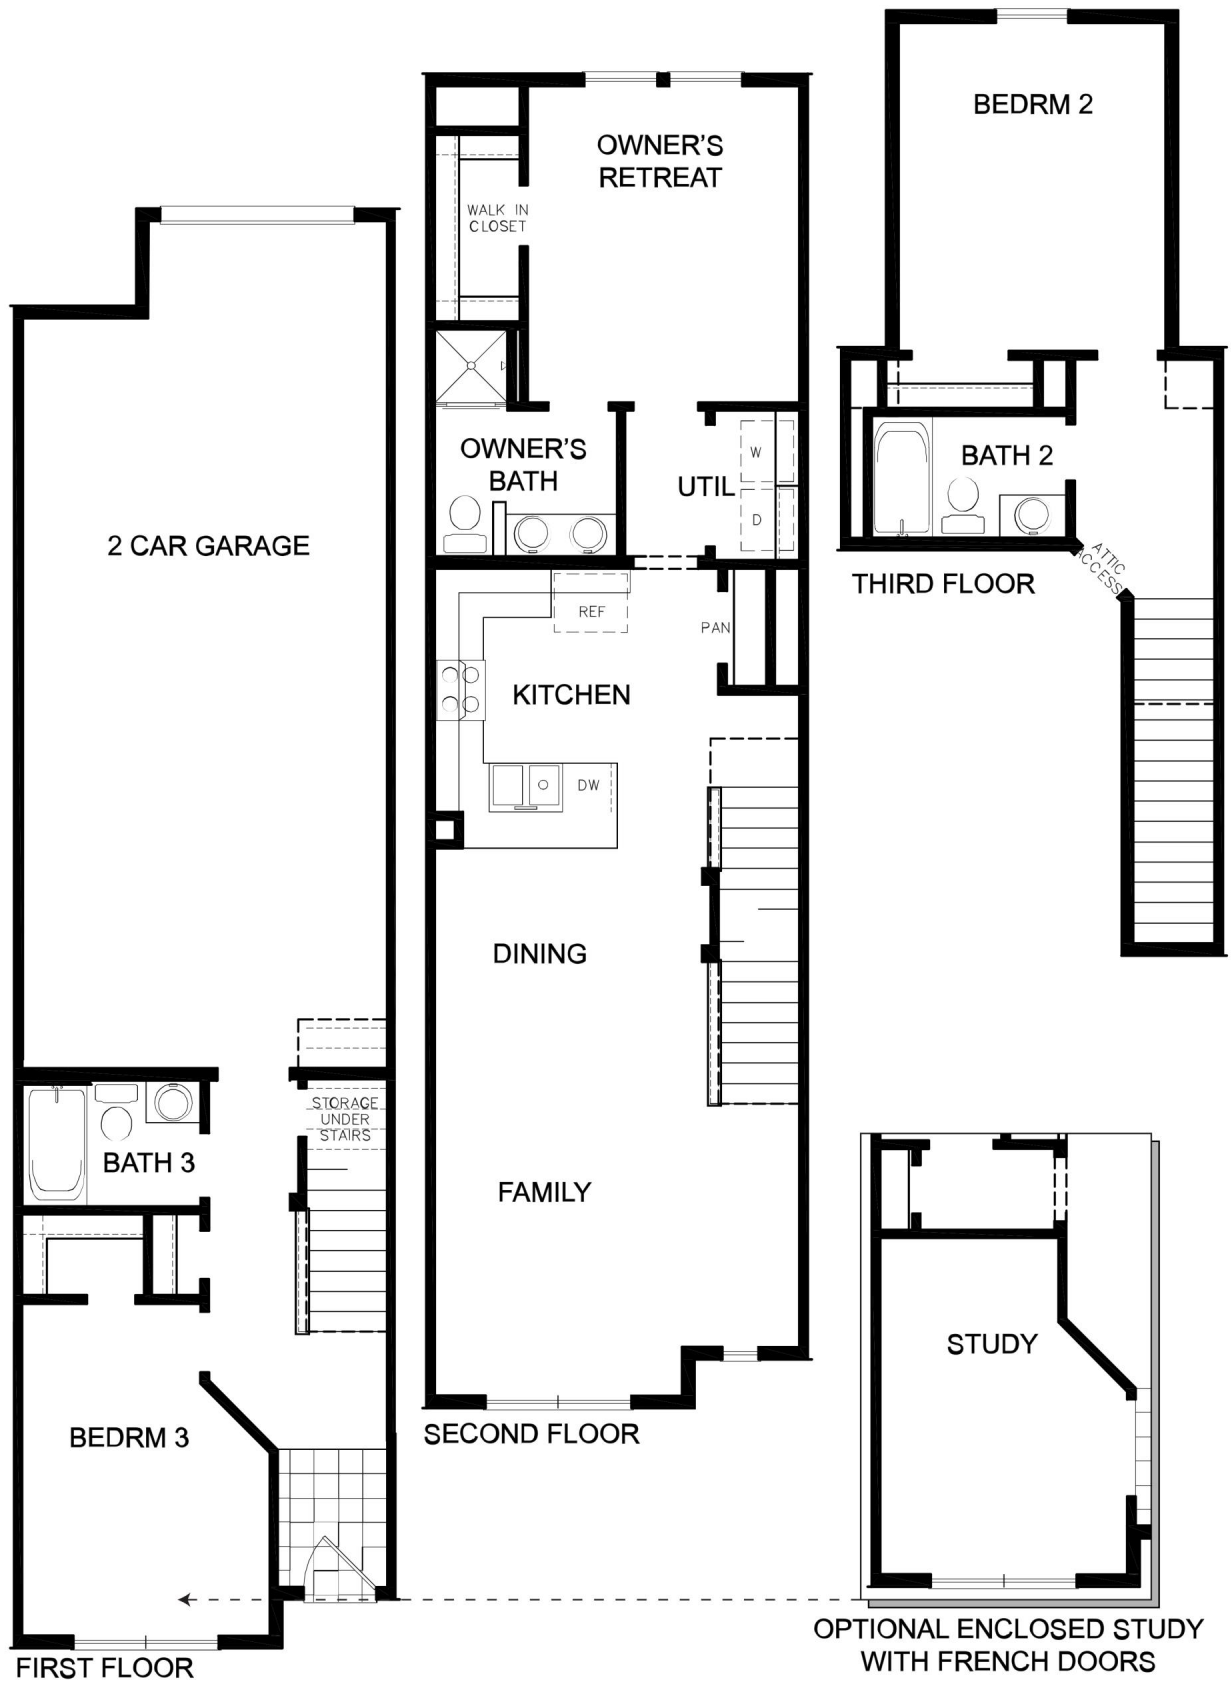 2 CAR GARAGE
STORAGE
UNDER
STAIRS
BATH 3
BEDRM 3
FIRST FLOOR
OWNER'S
RETREAT
WALK IN
CLOSET
OWNER'S
BATH
UTIL
W
D
REF
PAN
KITCHEN
DW
DINING
FAMILY
SECOND FLOOR
BEDRM 2
BATH 2
ATTIC
ACCESS
THIRD FLOOR
STUDY
OPTIONAL ENCLOSED STUDY
WITH FRENCH DOORS